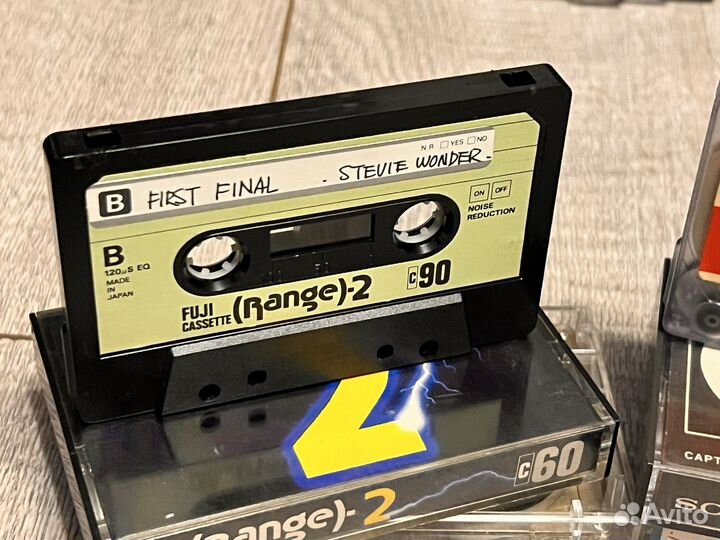 N.R. □YES □NO
B FIRST FINAL - STEVIE WONDER -
ON OFF
NOISE
REDUCTION
B
120µS EQ
MADE
IN
JAPAN
FUJI
CASSETTE
(Range)-2
C90
2
C60
(Range)-2
CAPT
SO
Avito